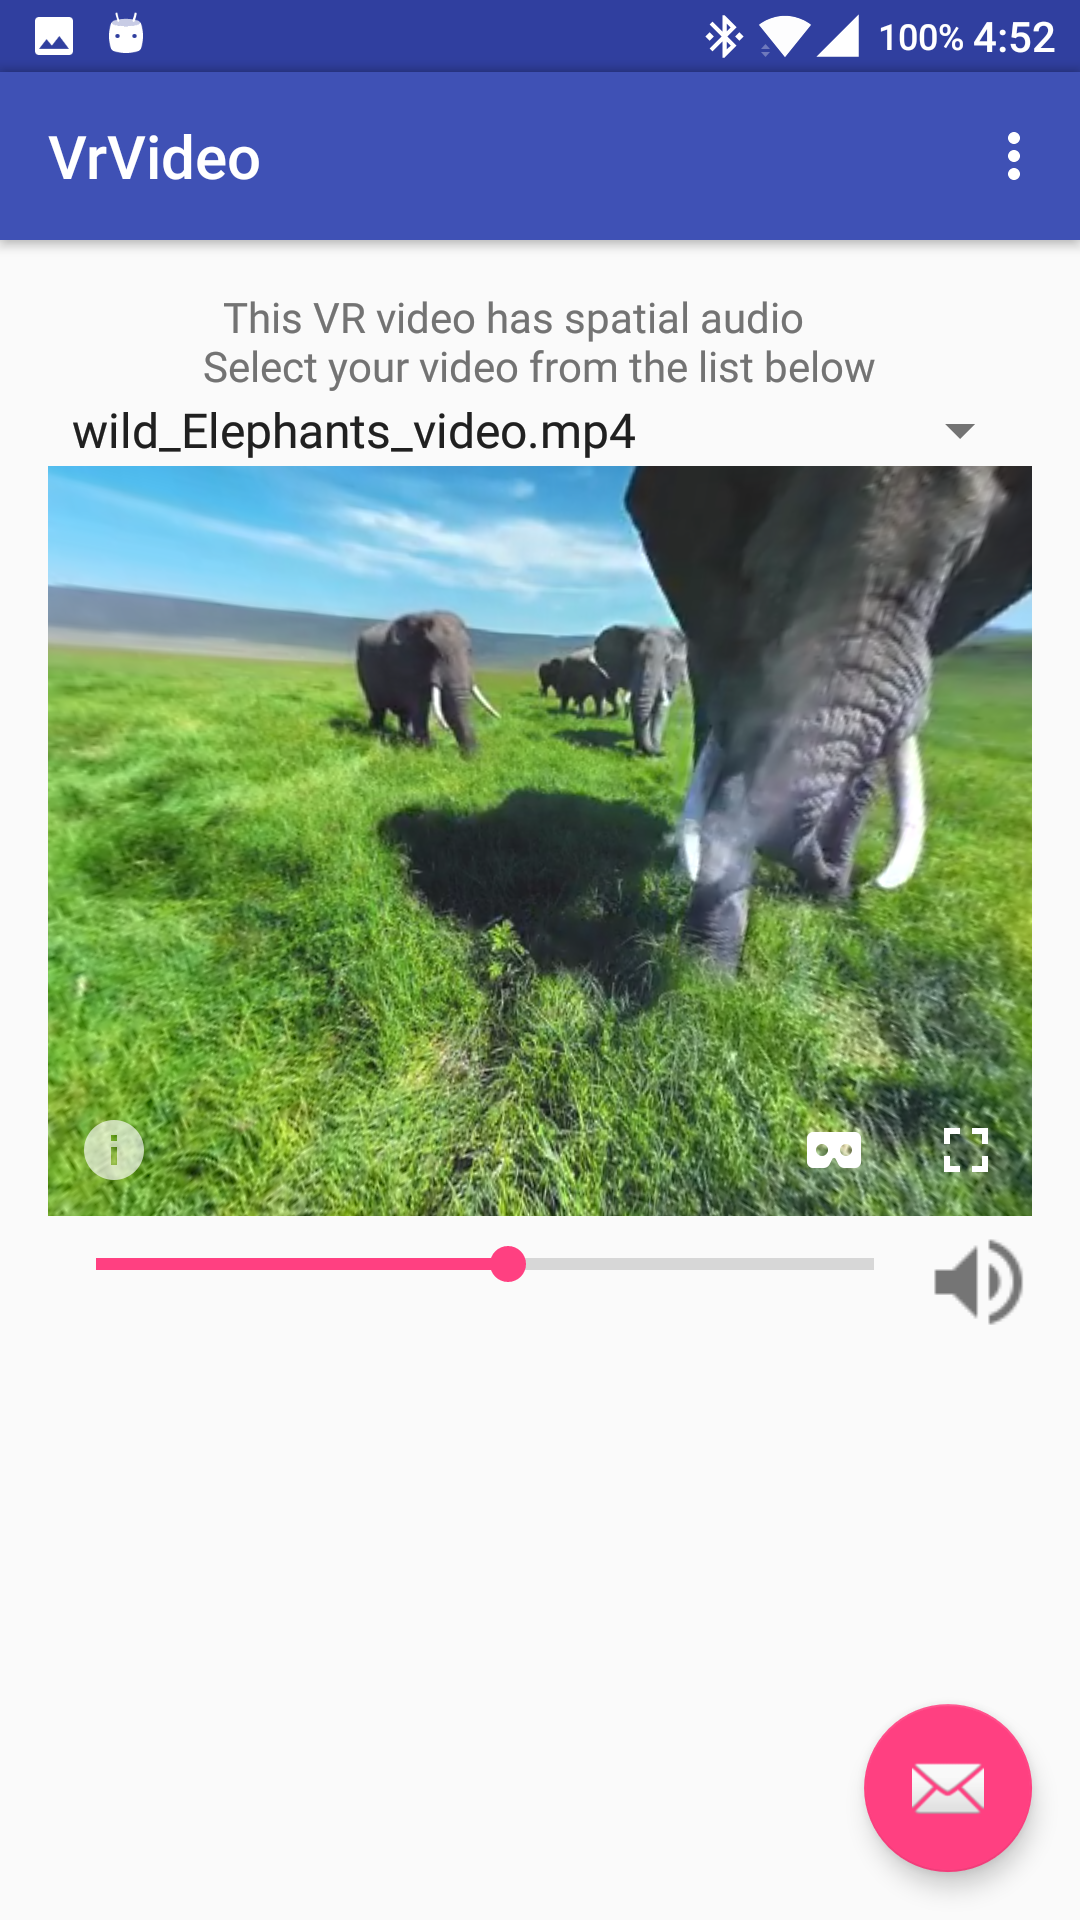 100% 4:52
VrVideo
This VR video has spatial audio
Select your video from the list below
wild_Elephants_video.mp4